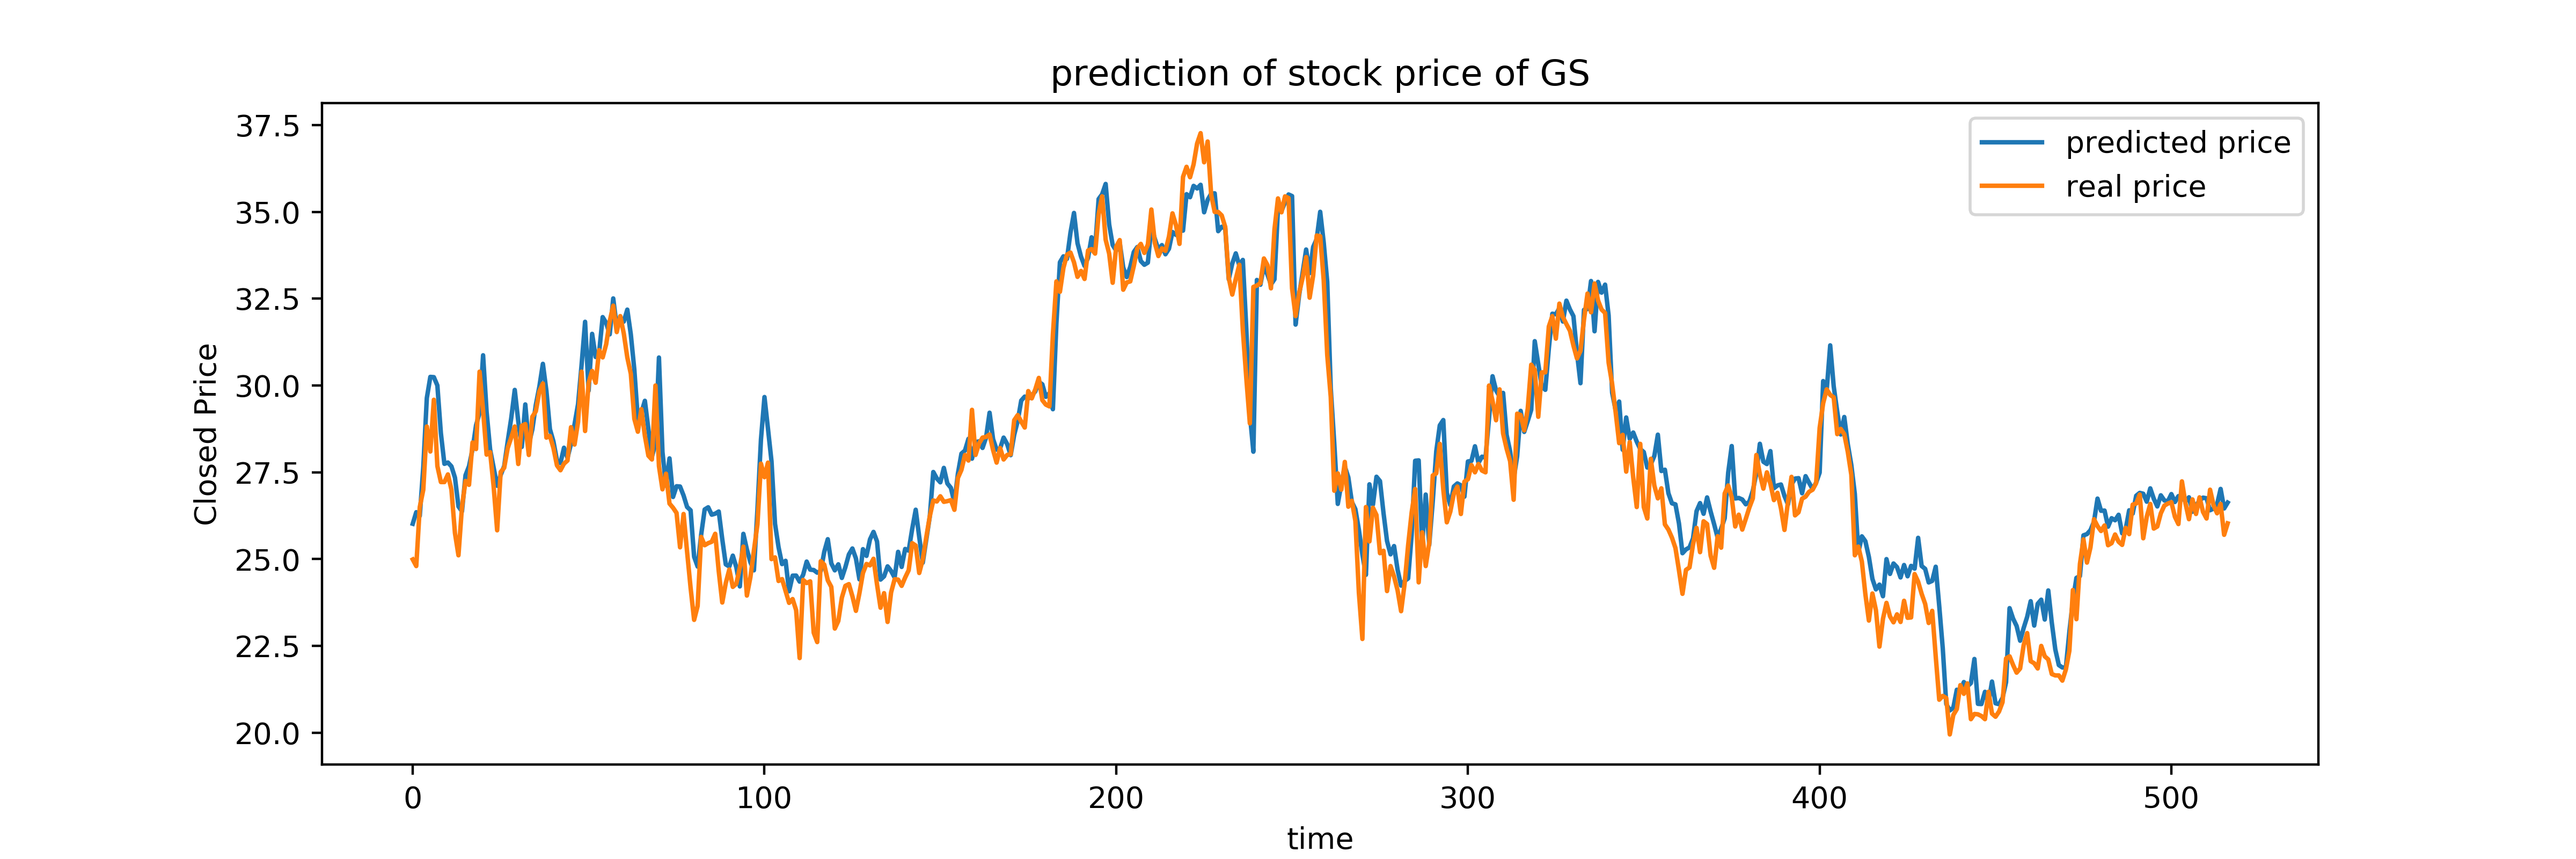 prediction of stock price of GS
predicted price
real price
Closed Price
37.5
35.0
32.5
30.0
27.5
25.0
22.5
20.0
0 100 200 300 400 500
time